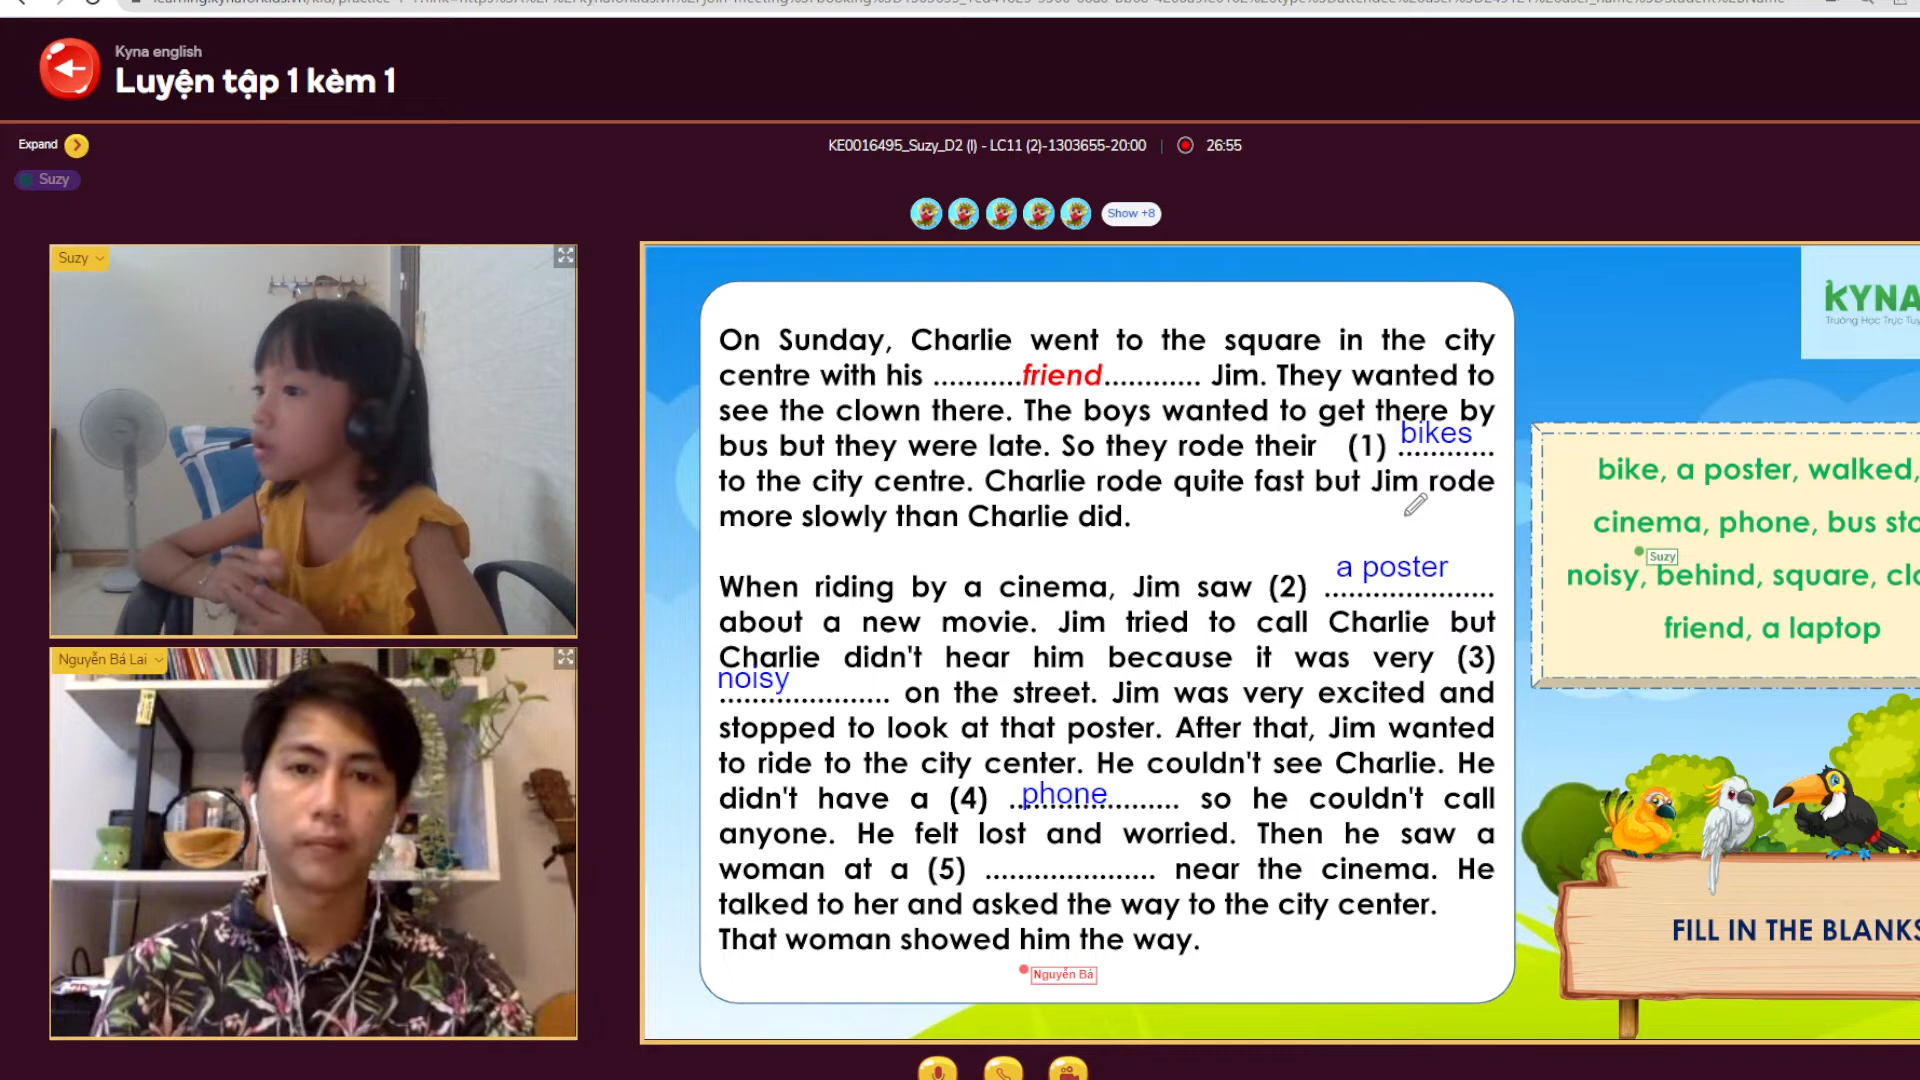 Kyna english
Luyện tập 1 kèm 1
Expand
Suzy
KE0016495_Suzy_D2 (I) - LC11 (2)-1303655-20:00 | 26:55
Show +8
Suzy
Nguyễn Bá Lai
KYNA
On Sunday, Charlie went to the square in the city
centre with his ...........friend............ Jim. They wanted to
see the clown there. The boys wanted to get there by
bus but they were late. So they rode their (1) bikes ............
to the city centre. Charlie rode quite fast but Jim rode
more slowly than Charlie did.
When riding by a cinema, Jim saw (2) a poster .....................
about a new movie. Jim tried to call Charlie but
Charlie didn't hear him because it was very (3)
noisy ..................... on the street. Jim was very excited and
stopped to look at that poster. After that, Jim wanted
to ride to the city center. He couldn't see Charlie. He
didn't have a (4) phone ..................... so he couldn't call
anyone. He felt lost and worried. Then he saw a
woman at a (5) ..................... near the cinema. He
talked to her and asked the way to the city center.
That woman showed him the way.
Nguyễn Bá
bike, a poster, walked,
cinema, phone, bus sto
Suzy
noisy, behind, square, clo
friend, a laptop
FILL IN THE BLANKS